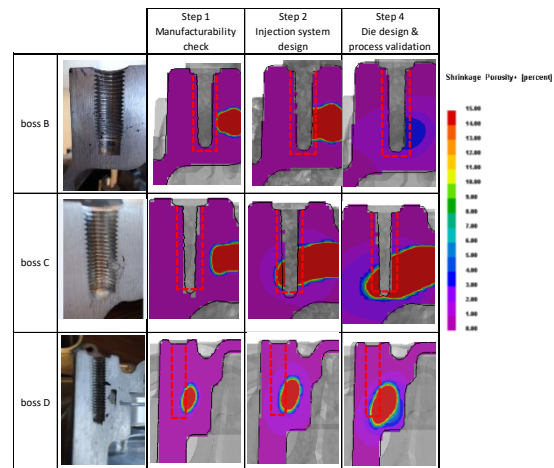 Step 1
Manufacturability
check
Step 2
Injection system
design
Step 4
Die design &
process validation
boss B
boss C
boss D
Shrinkage Porosity+ [percent]
15.00
14.00
13.00
12.00
11.00
10.00
9.00
8.00
7.00
6.00
5.00
4.00
3.00
2.00
1.00
0.00